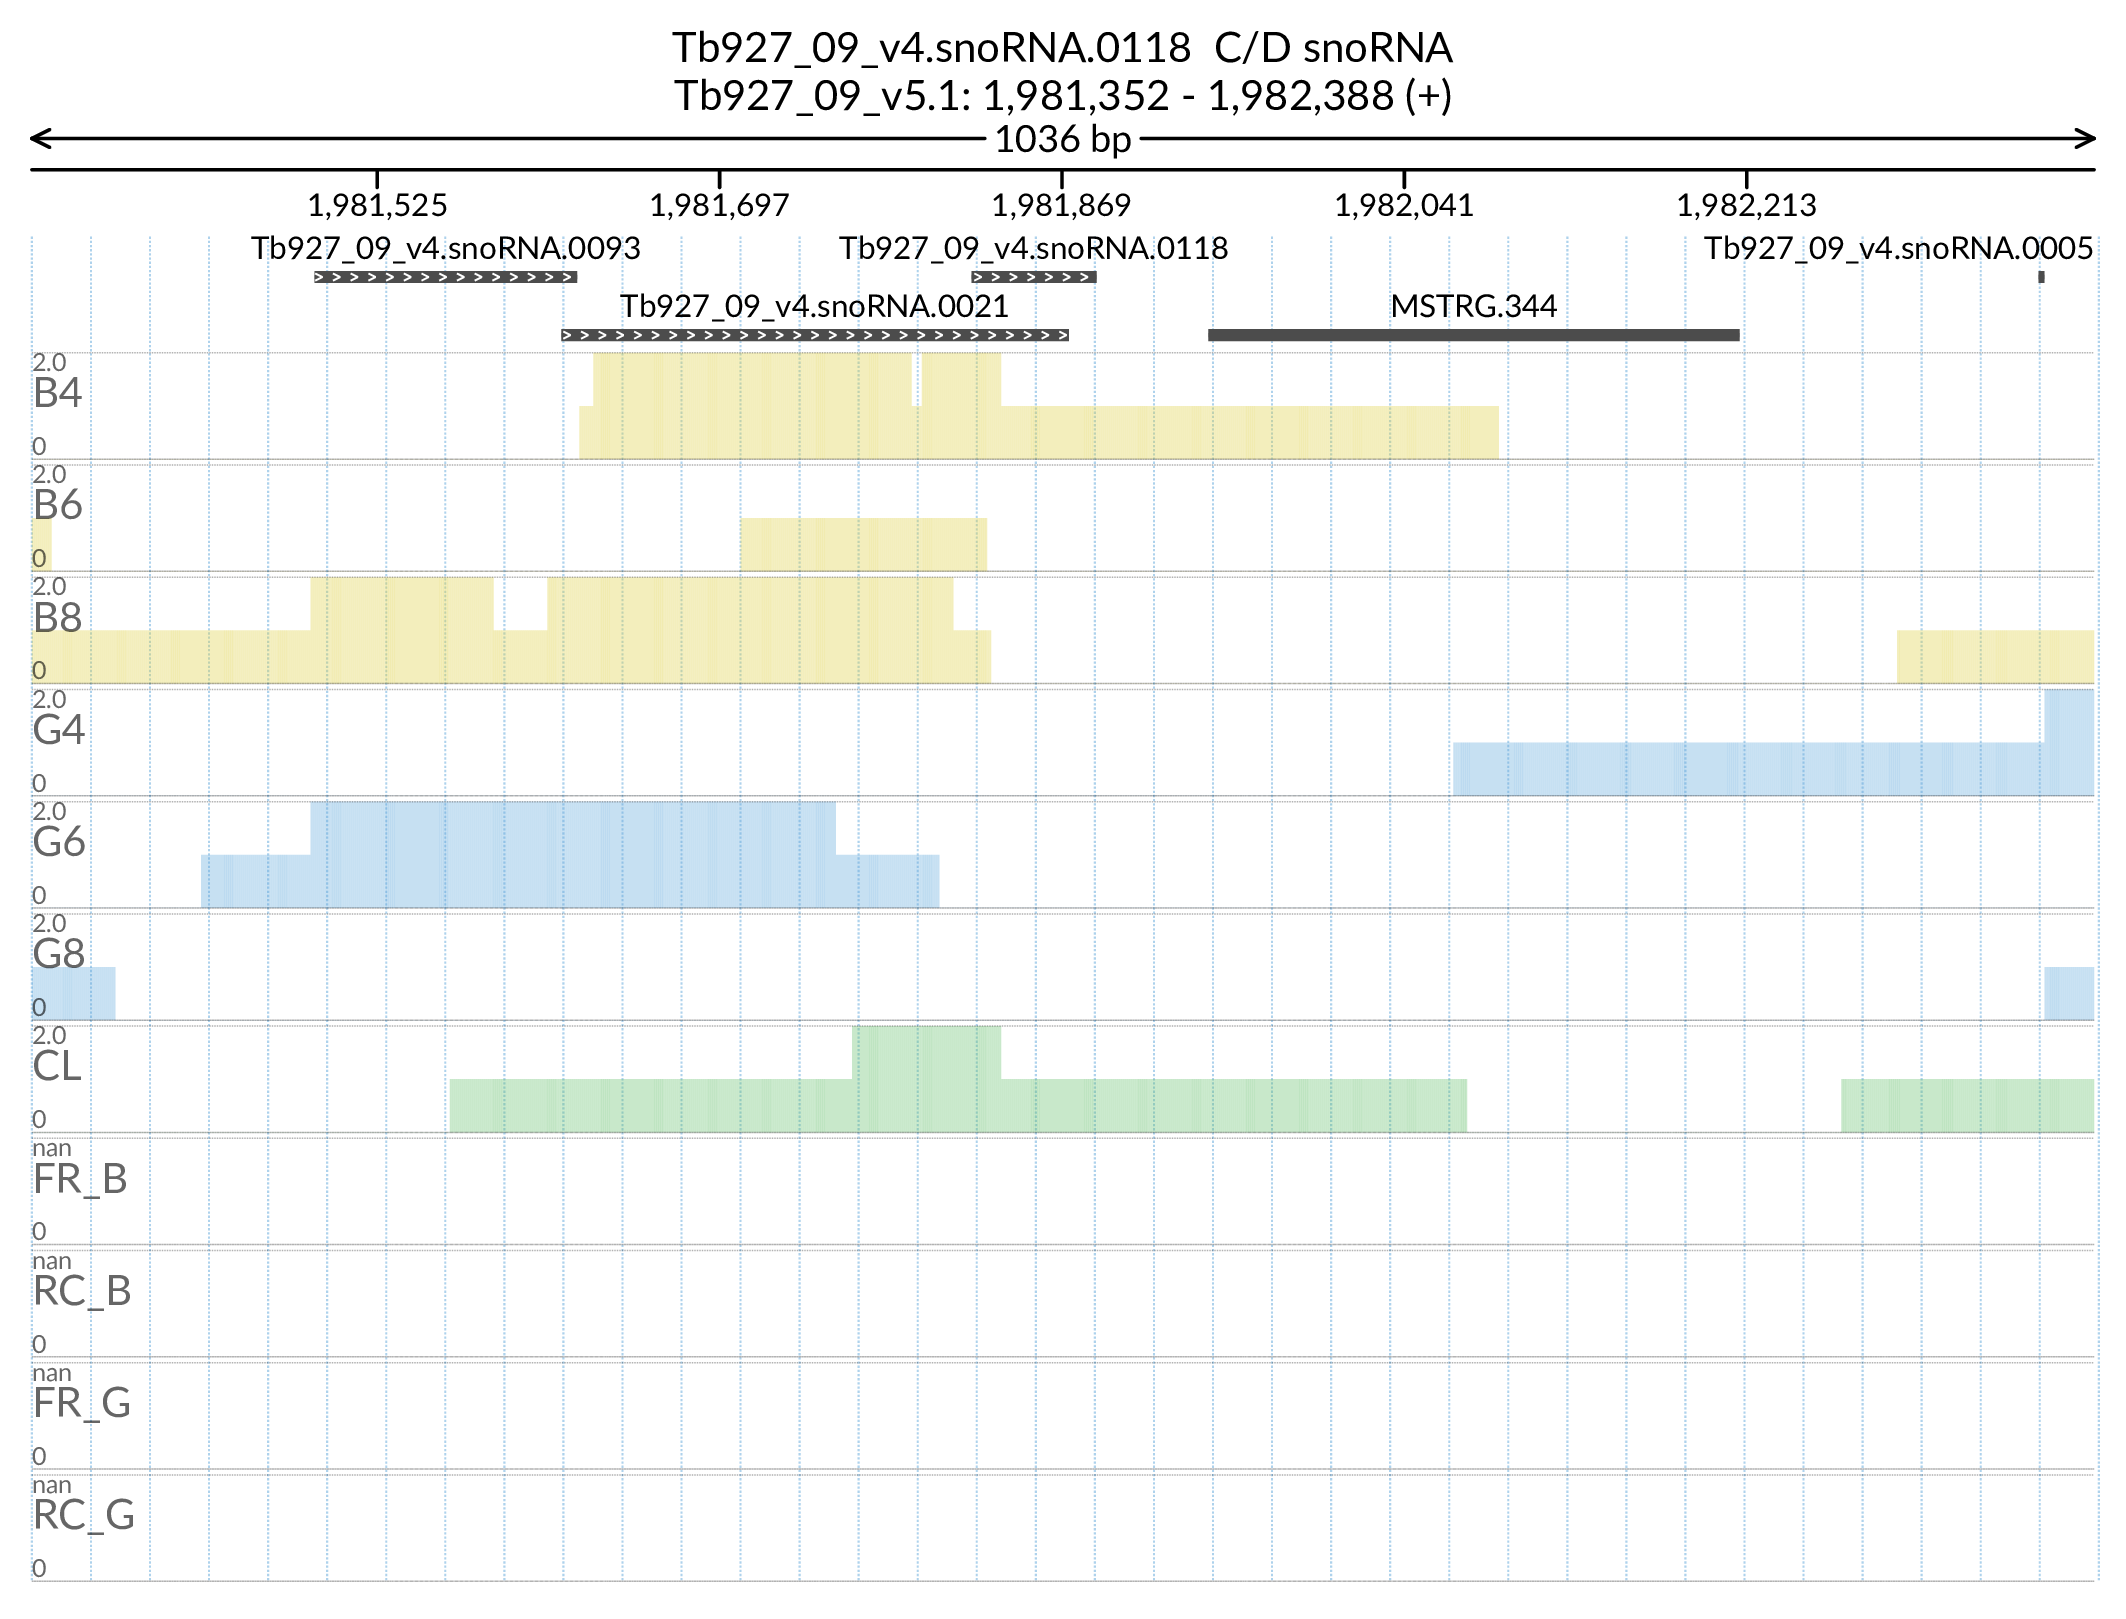 Tb927_09_v4.snoRNA.0118  C/D snoRNA
Tb927_09_v5.1: 1,981,352 - 1,982,388 (+)
1036 bp
1,981,525 1,981,697 1,981,869 1,982,041 1,982,213
Tb927_09_v4.snoRNA.0093 Tb927_09_v4.snoRNA.0118 Tb927_09_v4.snoRNA.0005
Tb927_09_v4.snoRNA.0021 MSTRG.344
2.0
B4
0
2.0
B6
0
2.0
B8
0
2.0
G4
0
2.0
G6
0
2.0
G8
0
2.0
CL
0
nan
FR_B
0
nan
RC_B
0
nan
FR_G
0
nan
RC_G
0